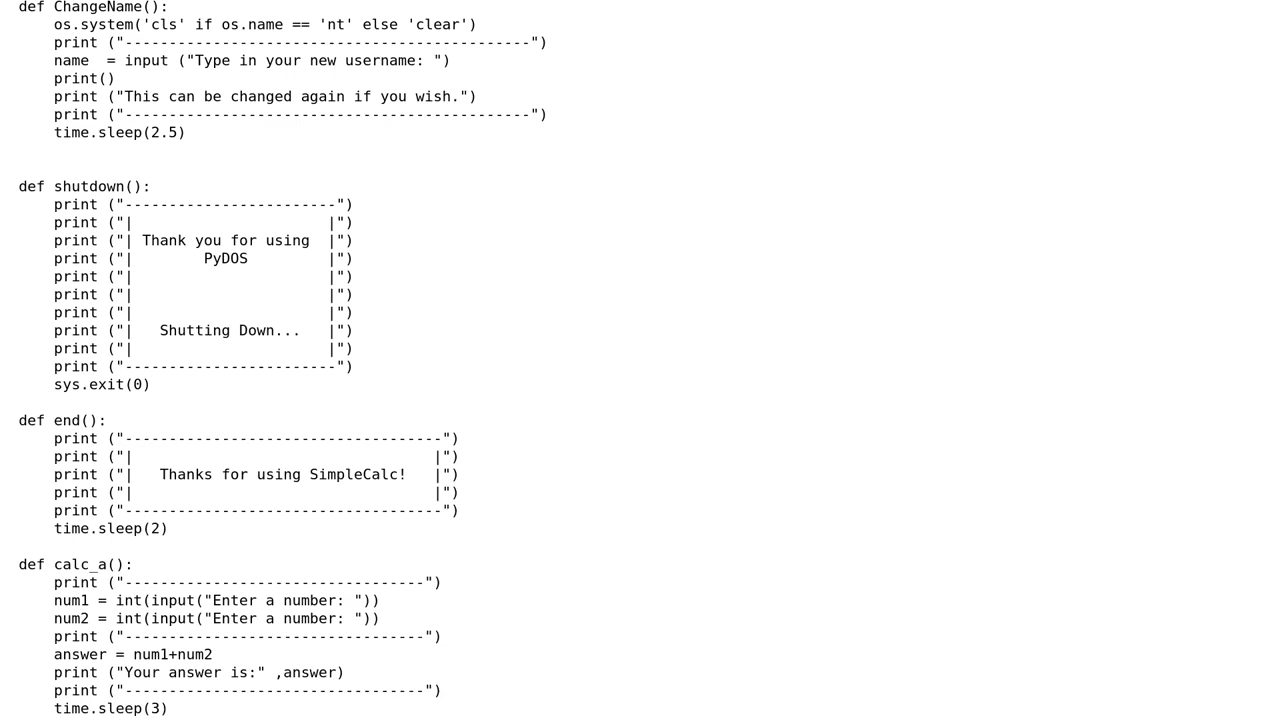 def ChangeName():
    os.system('cls' if os.name == 'nt' else 'clear')
    print ("----------------------------------------------")
    name  = input ("Type in your new username: ")
    print()
    print ("This can be changed again if you wish.")
    print ("----------------------------------------------")
    time.sleep(2.5)


def shutdown():
    print ("------------------------")
    print ("|                      |")
    print ("| Thank you for using  |")
    print ("|        PyDOS         |")
    print ("|                      |")
    print ("|                      |")
    print ("|                      |")
    print ("|   Shutting Down...   |")
    print ("|                      |")
    print ("------------------------")
    sys.exit(0)

def end():
    print ("------------------------------------")
    print ("|                                  |")
    print ("|   Thanks for using SimpleCalc!   |")
    print ("|                                  |")
    print ("------------------------------------")
    time.sleep(2)

def calc_a():
    print ("----------------------------------")
    num1 = int(input("Enter a number: "))
    num2 = int(input("Enter a number: "))
    print ("----------------------------------")
    answer = num1+num2
    print ("Your answer is:" ,answer)
    print ("----------------------------------")
    time.sleep(3)